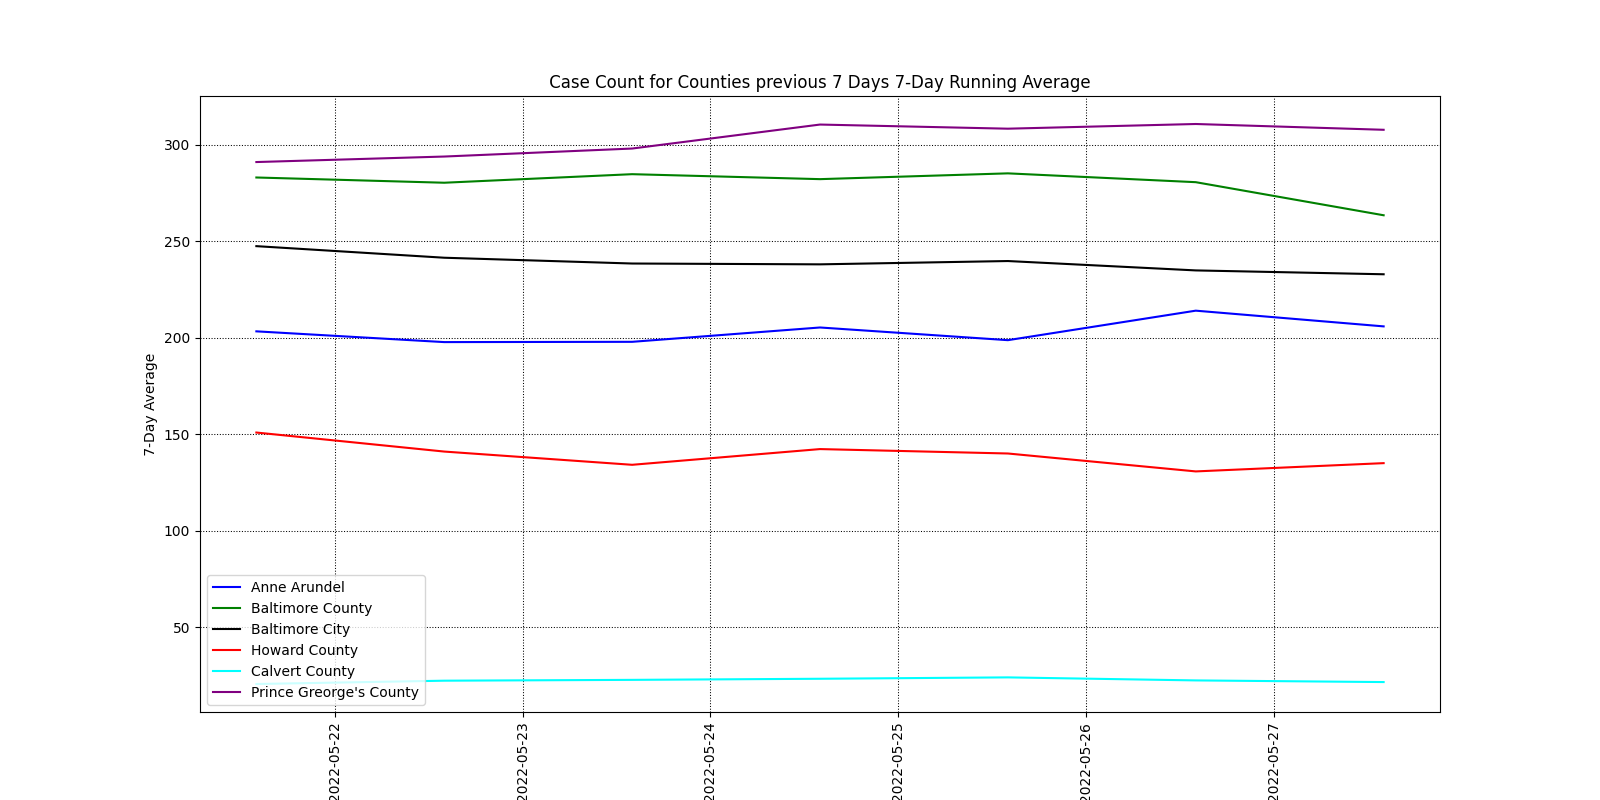 Case Count for Counties previous 7 Days 7-Day Running Average
7-Day Average
300
250
200
150
100
50
Anne Arundel
Baltimore County
Baltimore City
Howard County
Calvert County
Prince Greorge's County
2022-05-22
2022-05-23
2022-05-24
2022-05-25
2022-05-26
2022-05-27